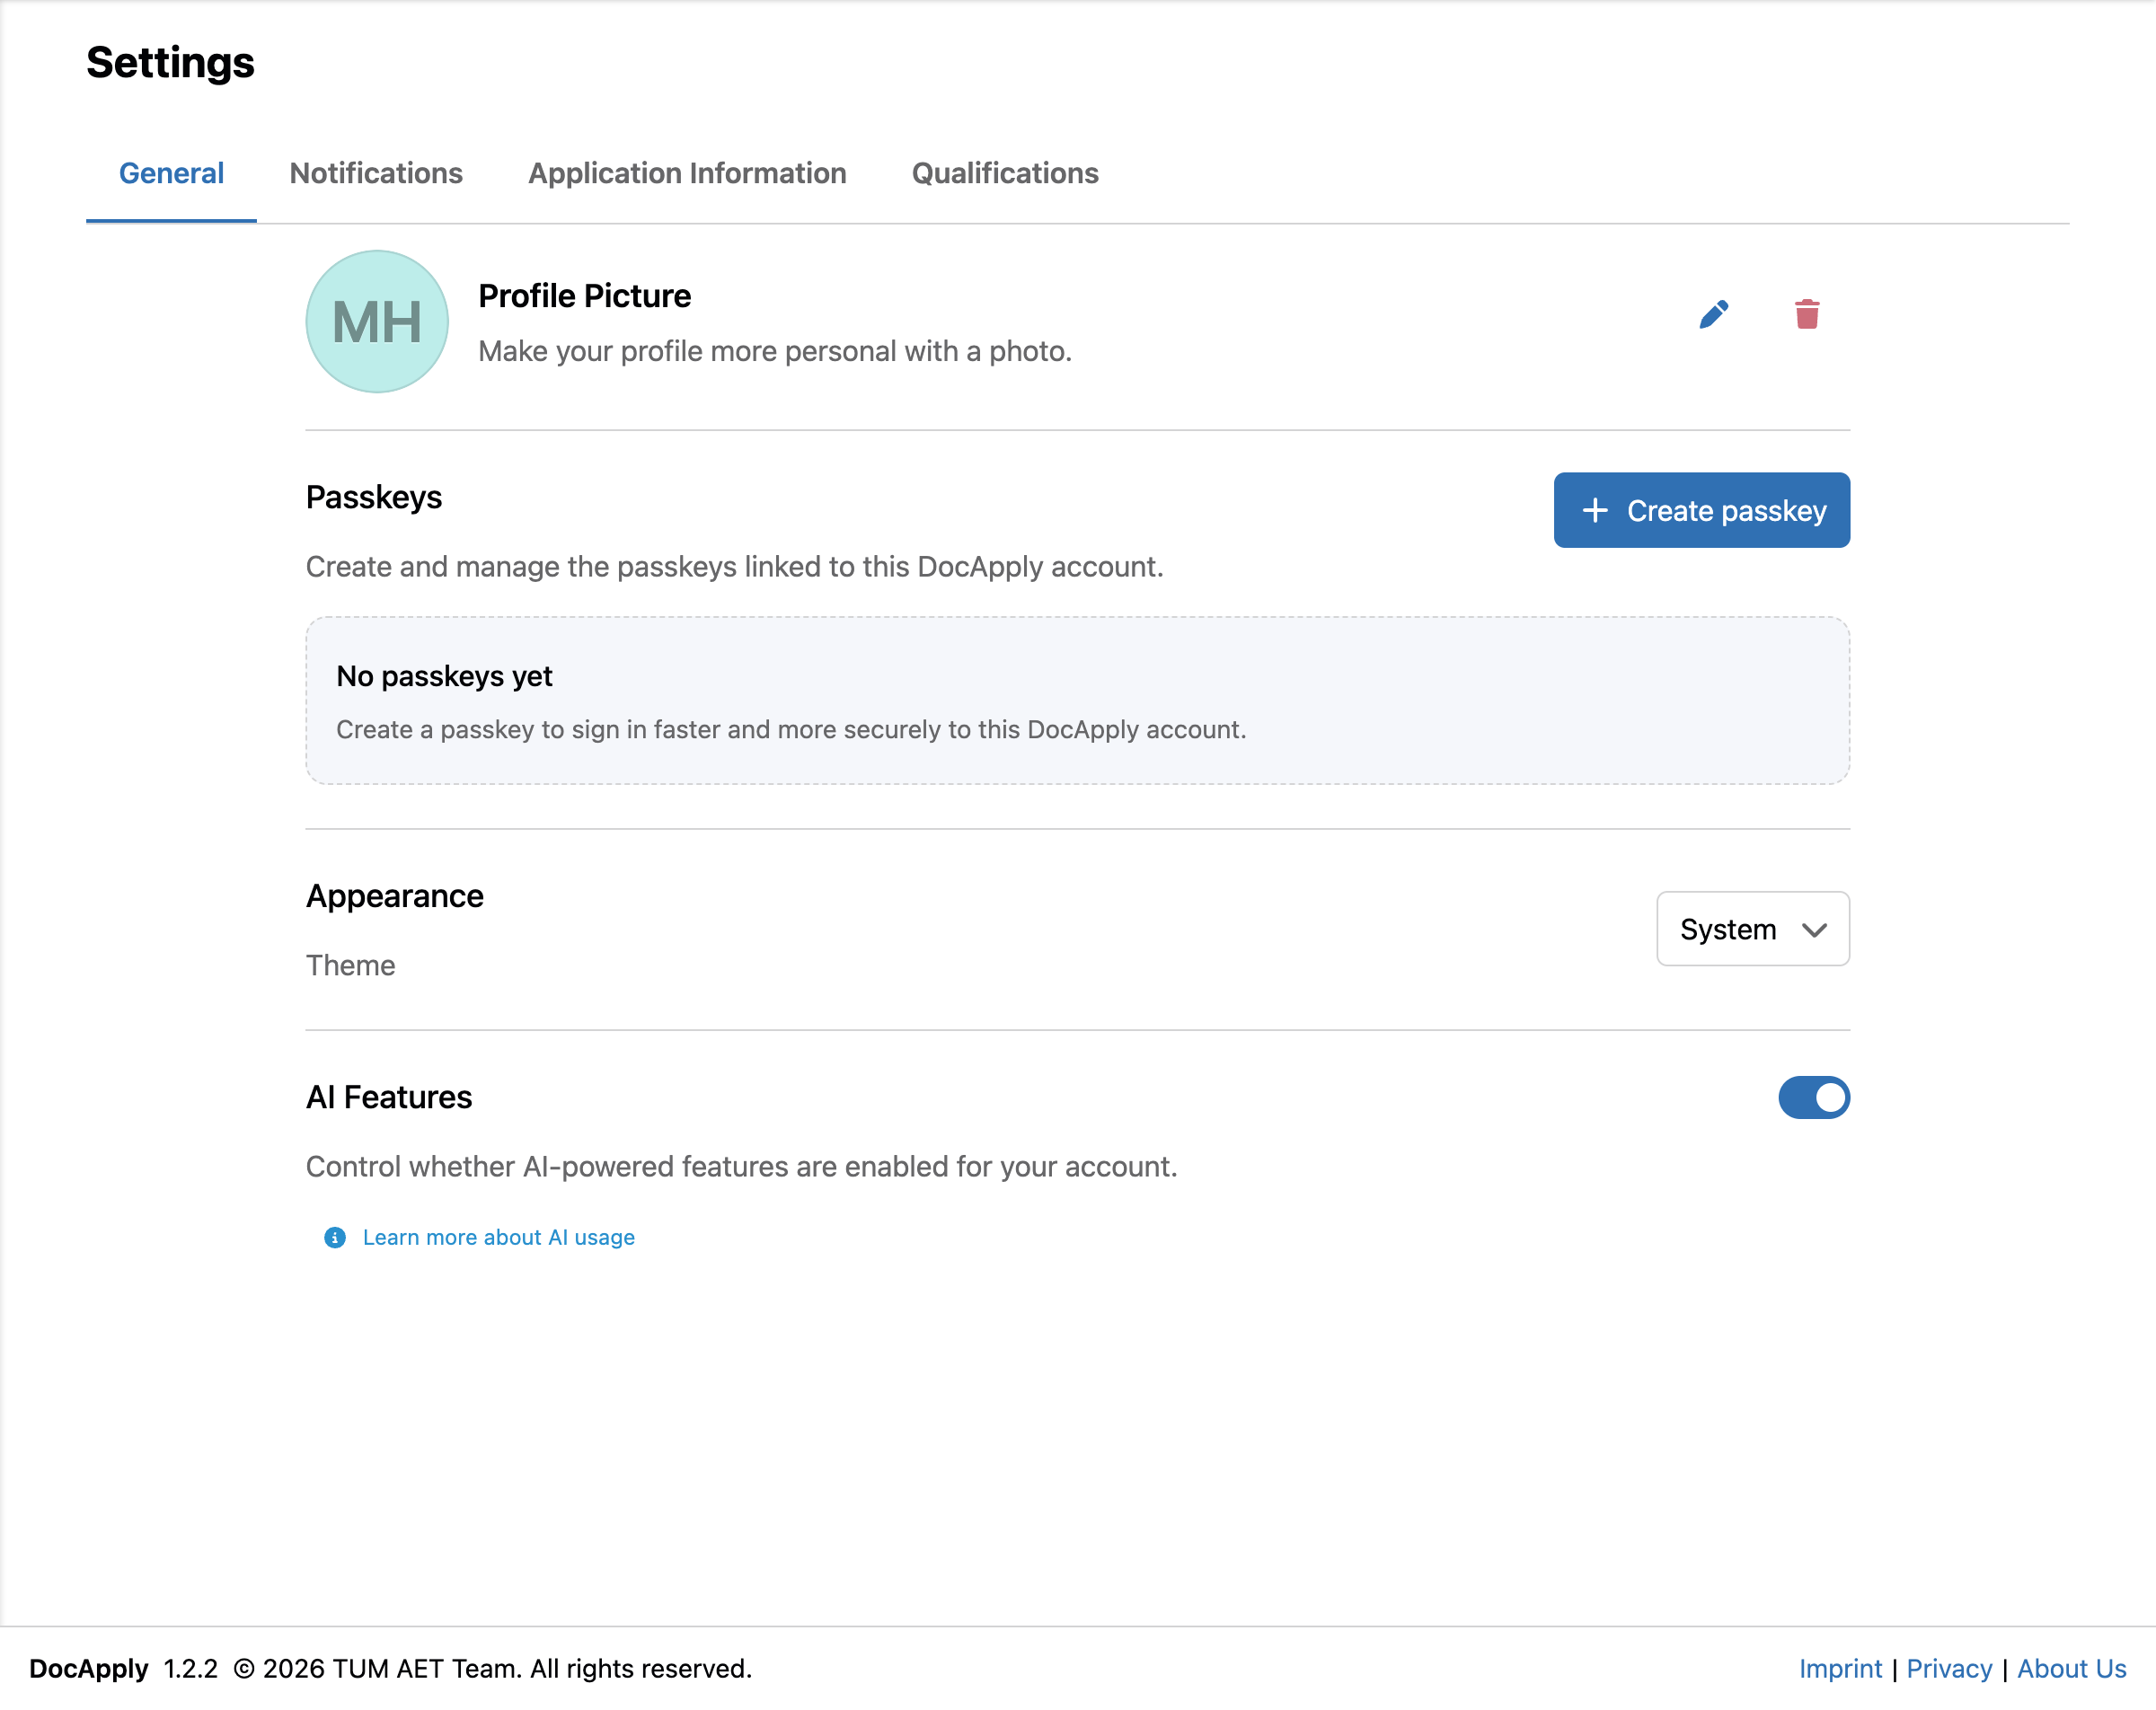 Settings
General Notifications Application Information Qualifications
MH
Profile Picture
Make your profile more personal with a photo.
Passkeys
Create passkey
Create and manage the passkeys linked to this DocApply account.
No passkeys yet
Create a passkey to sign in faster and more securely to this DocApply account.
Appearance
System
Theme
AI Features
Control whether AI-powered features are enabled for your account.
Learn more about AI usage
DocApply 1.2.2 © 2026 TUM AET Team. All rights reserved.
Imprint | Privacy | About Us